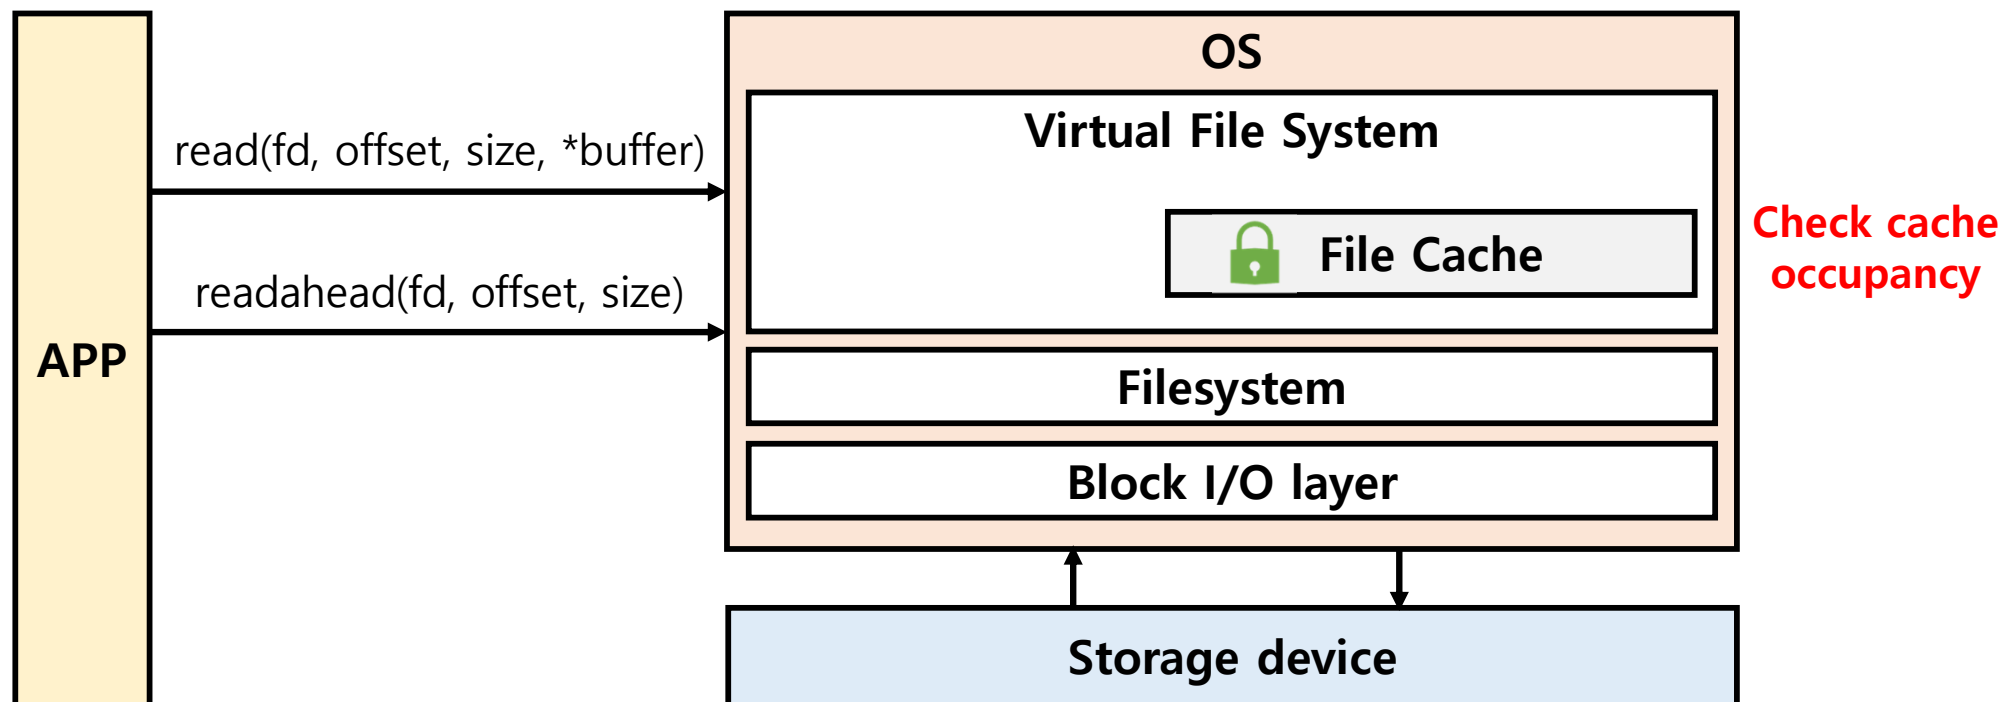 OS
Virtual File System
read(fd, offset, size, *buffer)
File Cache
Check cache
occupancy
readahead(fd, offset, size)
APP
Filesystem
Block I/O layer
Storage device